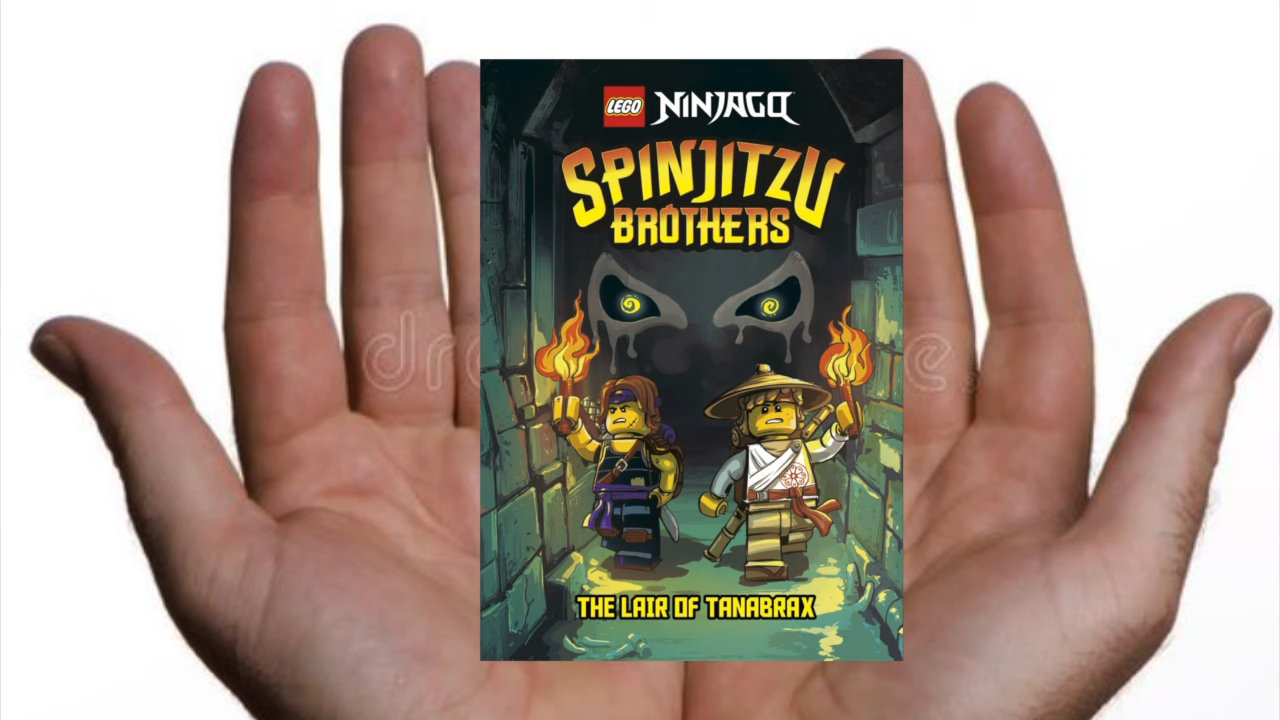 LEGO NINJAGO
SPINJITZU
BROTHERS
THE LAIR OF TANABRAX